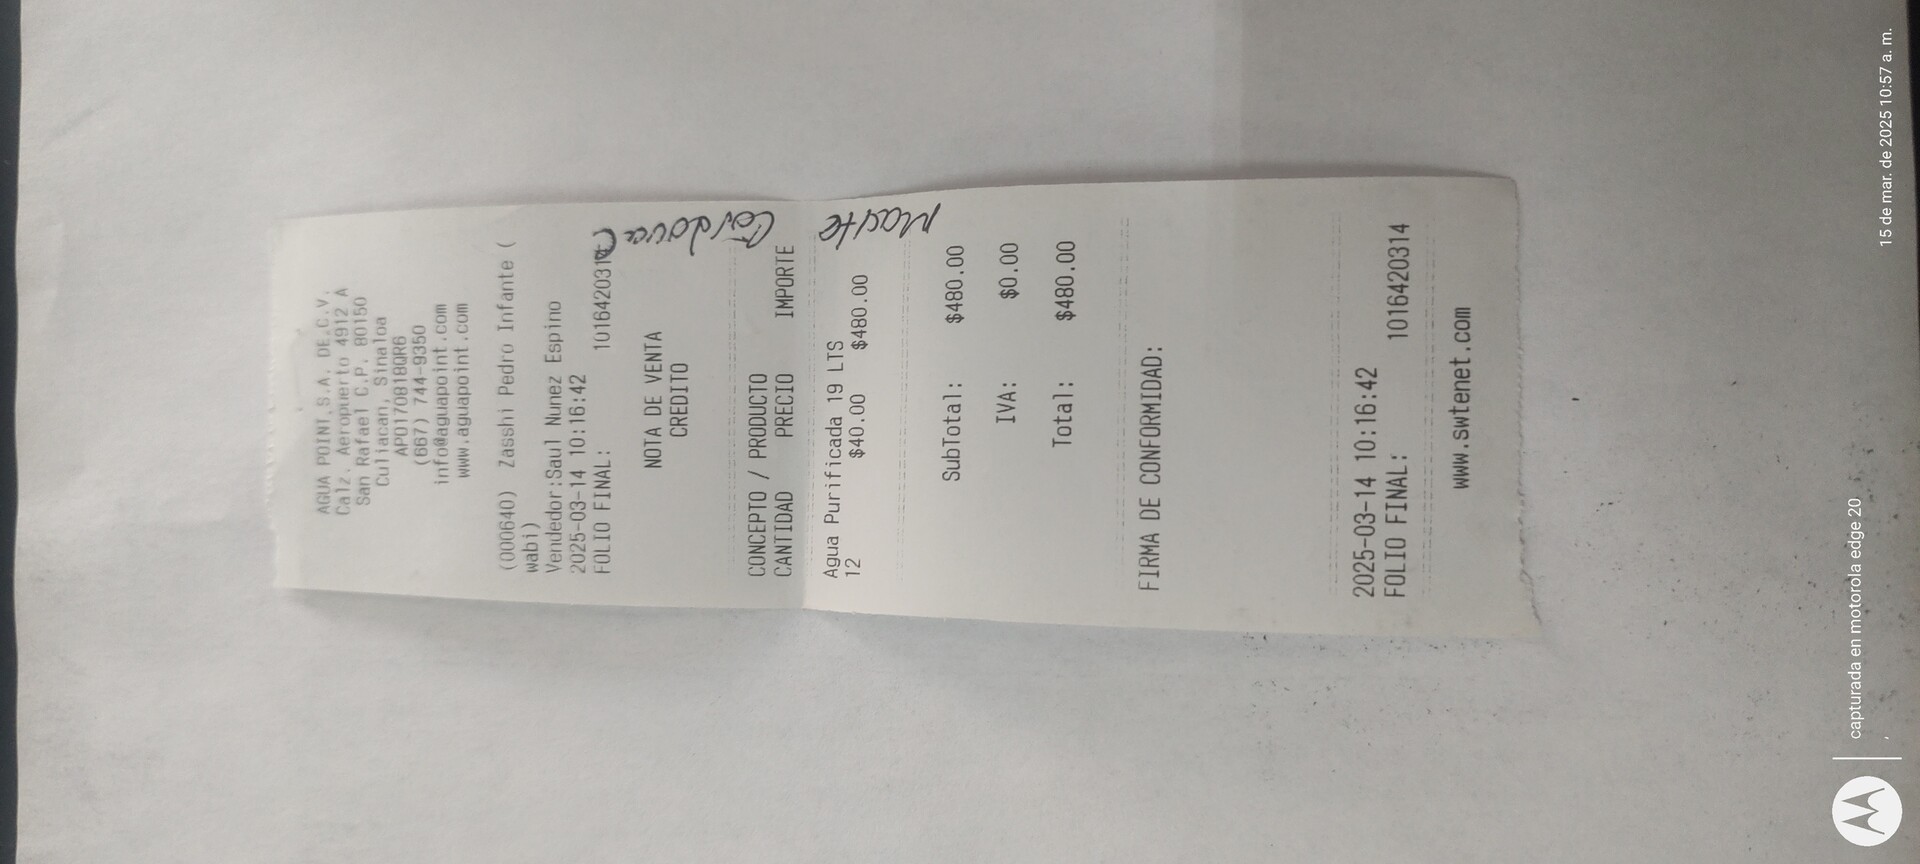 AGUA POINT,S.A. DE.C.V.
Calz. Aeropuerto 4912 A
San Rafael C.P. 80150
Culiacan, Sinaloa
APO170818QR6
(667) 744-9350
info@aguapoint.com
www.aguapoint.com
(000640) Zasshi Pedro Infante (
wabi)
Vendedor:Saul Nunez Espino
2025-03-14 10:16:42
FOLIO FINAL: 1016420314
NOTA DE VENTA
CREDITO
CONCEPTO / PRODUCTO
CANTIDAD PRECIO IMPORTE
Agua Purificada 19 LTS
12 $40.00 $480.00
SubTotal: $480.00
IVA: $0.00
Total: $480.00
FIRMA DE CONFORMIDAD:
2025-03-14 10:16:42
FOLIO FINAL: 1016420314
www.swtenet.com
Cordova
capturada en motorola edge 20
15 de mar. de 2025 10:57 a. m.